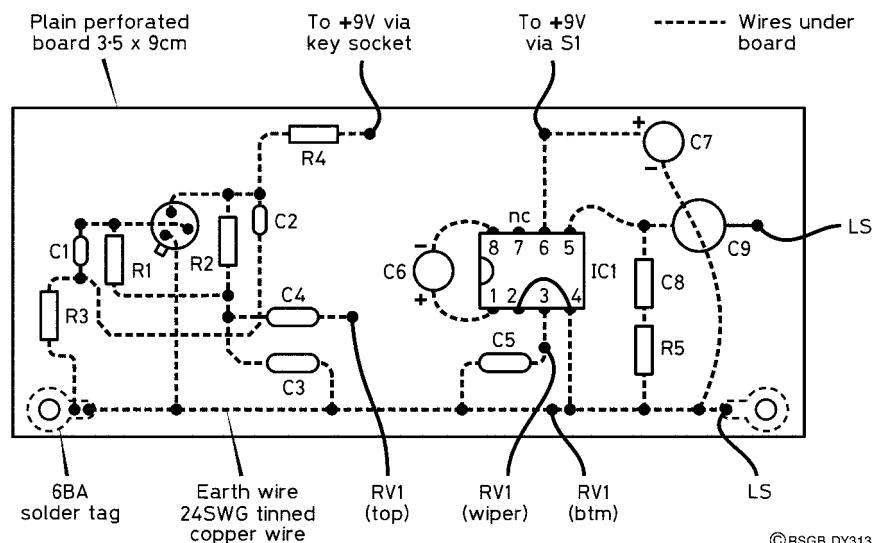 Plain perforated
board 3·5 x 9cm
To +9V via
key socket
To +9V
via S1
Wires under
board
R4
+
C7
−
C1
R1
R2
C2
nc
8 7 6 5
−
C6
+
IC1
1 2 3 4
C9
LS
R3
C4
C3
C5
C8
R5
6BA
solder tag
Earth wire
24SWG tinned
copper wire
RV1
(top)
RV1
(wiper)
RV1
(btm)
LS
©RSGB DY313